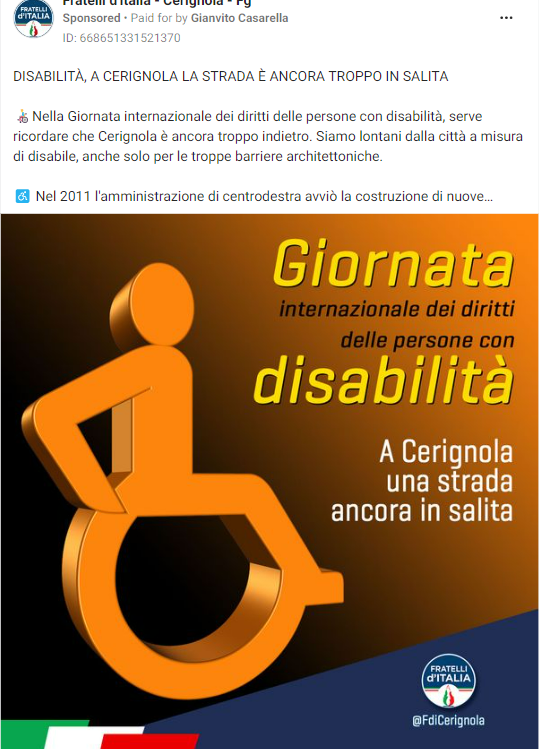 Fratelli d'Italia - Cerignola - Fg
Sponsored • Paid for by Gianvito Casarella
ID: 668651331521370
DISABILITÀ, A CERIGNOLA LA STRADA È ANCORA TROPPO IN SALITA
Nella Giornata internazionale dei diritti delle persone con disabilità, serve
ricordare che Cerignola è ancora troppo indietro. Siamo lontani dalla città a misura
di disabile, anche solo per le troppe barriere architettoniche.
Nel 2011 l'amministrazione di centrodestra avviò la costruzione di nuove...
Giornata
internazionale dei diritti
delle persone con
disabilità
A Cerignola
una strada
ancora in salita
FRATELLI
d'ITALIA
@FdiCerignola
FRATELLI
d'ITALIA